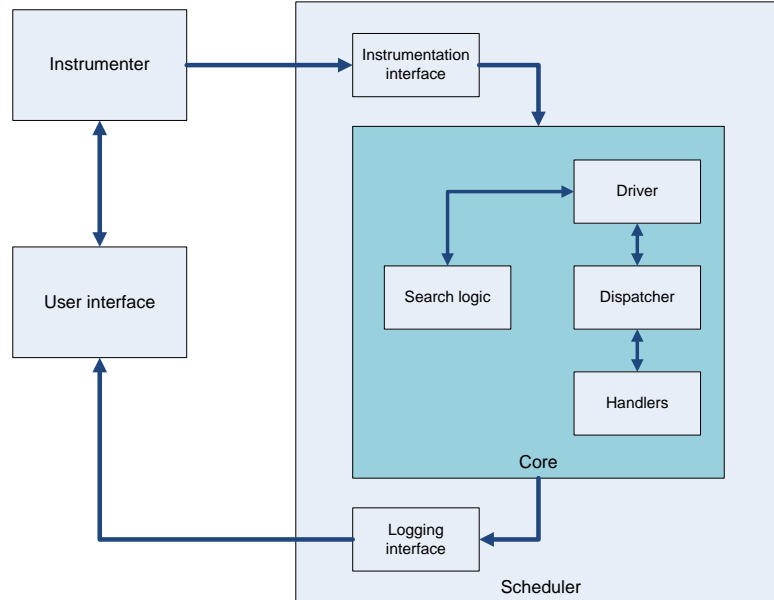 Instrumenter
Instrumentation
interface
Driver
User interface
Search logic
Dispatcher
Handlers
Core
Logging
interface
Scheduler